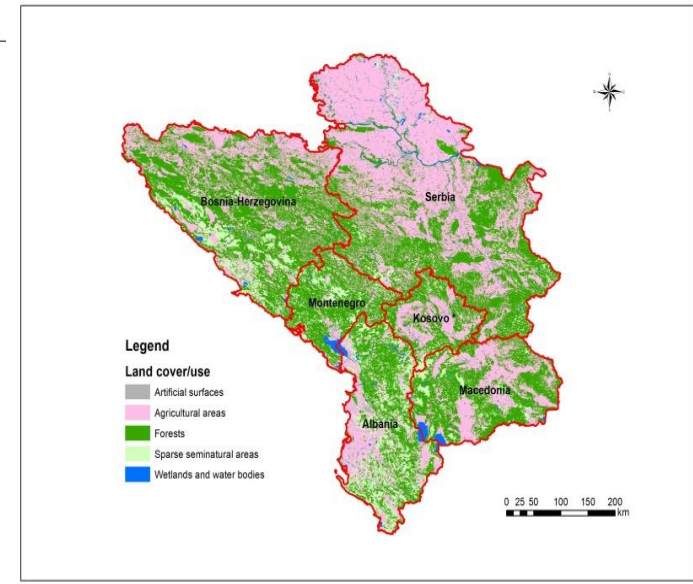 Bosnia-Herzegovina
Serbia
Montenegro
Kosovo *
Macedonia
Albania
Legend
Land cover/use
Artificial surfaces
Agricultural areas
Forests
Sparse seminatural areas
Wetlands and water bodies
0 25 50 100 150 200
km